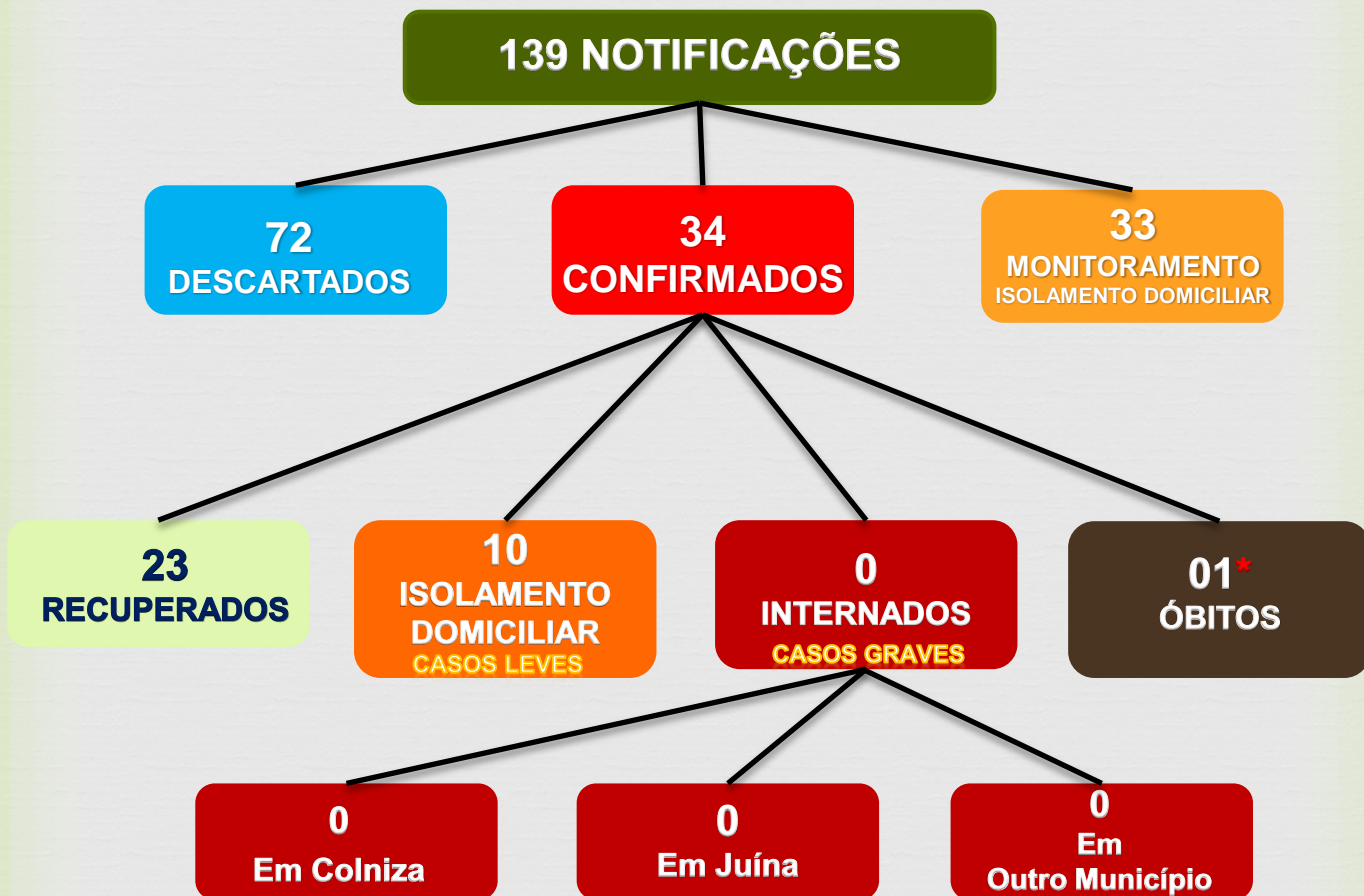 139 NOTIFICAÇÕES
72
DESCARTADOS
34
CONFIRMADOS
33
MONITORAMENTO
ISOLAMENTO DOMICILIAR
23
RECUPERADOS
10
ISOLAMENTO
DOMICILIAR
CASOS LEVES
0
INTERNADOS
CASOS GRAVES
01*
ÓBITOS
0
Em Colniza
0
Em Juína
0
Em
Outro Município